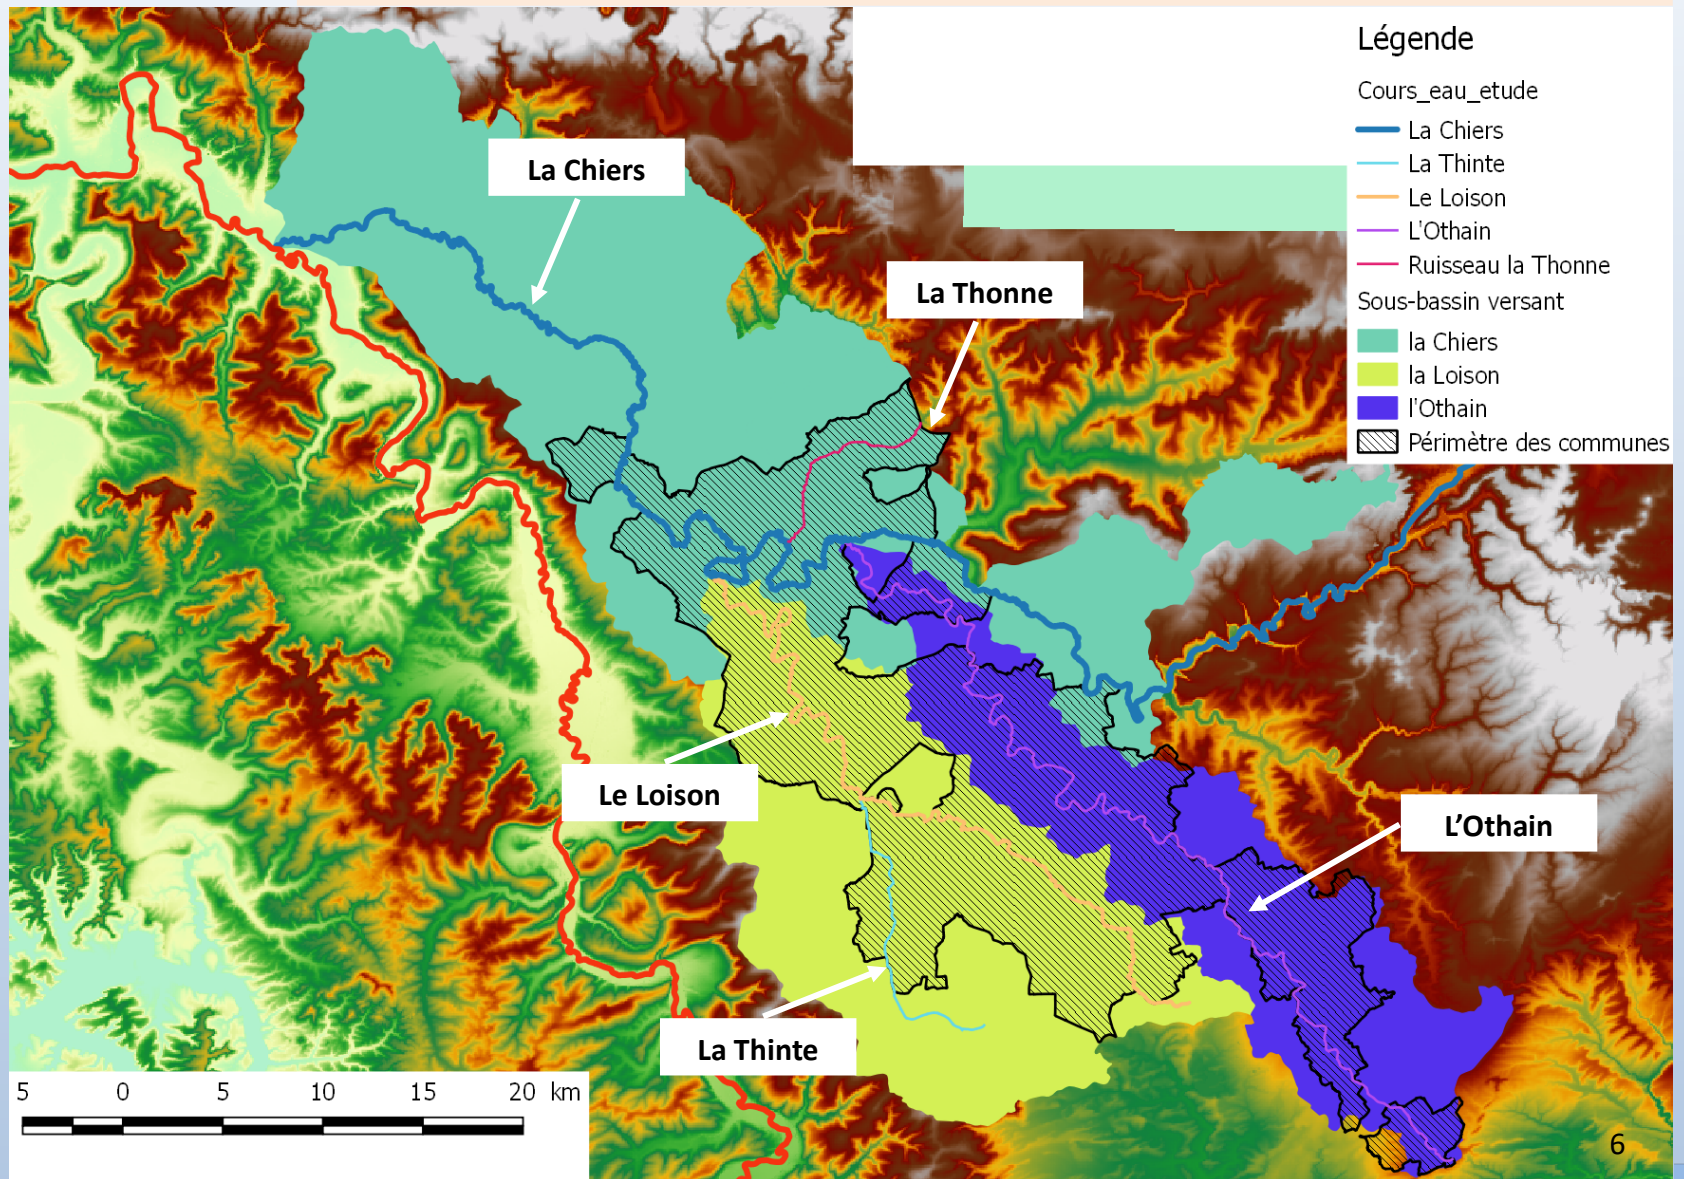 Légende
Cours_eau_etude
La Chiers
La Thinte
Le Loison
L'Othain
Ruisseau la Thonne
Sous-bassin versant
la Chiers
la Loison
l'Othain
Périmètre des communes
La Chiers
La Thonne
Le Loison
L’Othain
La Thinte
5 0 5 10 15 20 km
6